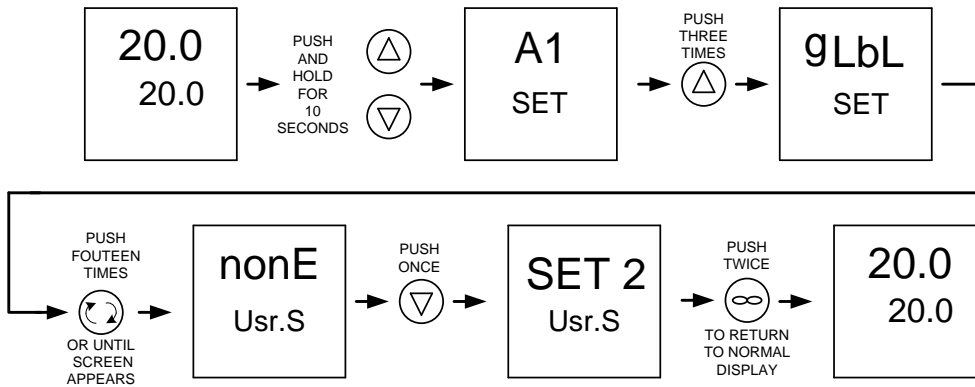 20.0
20.0
PUSH
AND
HOLD
FOR
10
SECONDS
A1
SET
PUSH
THREE
TIMES
gLbL
SET
PUSH
FOUTEEN
TIMES
OR UNTIL
SCREEN
APPEARS
nonE
Usr.S
PUSH
ONCE
SET 2
Usr.S
PUSH
TWICE
TO RETURN
TO NORMAL
DISPLAY
20.0
20.0